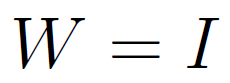 W = I